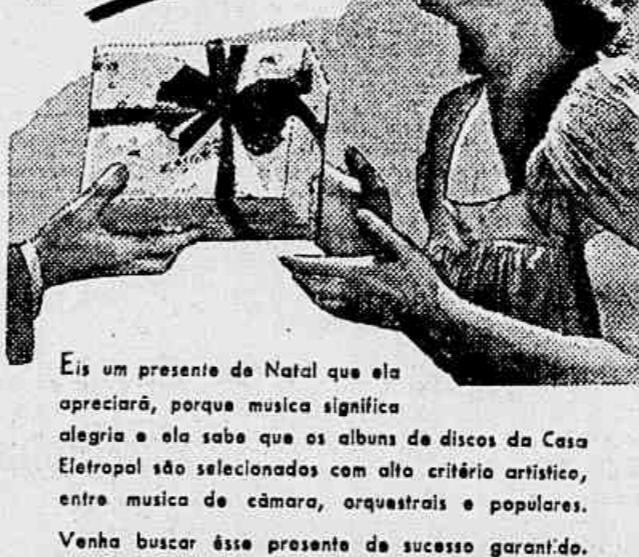 Eis um presente de Natal que ela
apreciará, porque musica significa
alegria e ela sabe que os albuns de discos da Casa
Eletropol são selecionados com alto critério artistico,
entre musica de câmara, orquestrais e populares.
Venha buscar êsse presente de sucesso garantido.